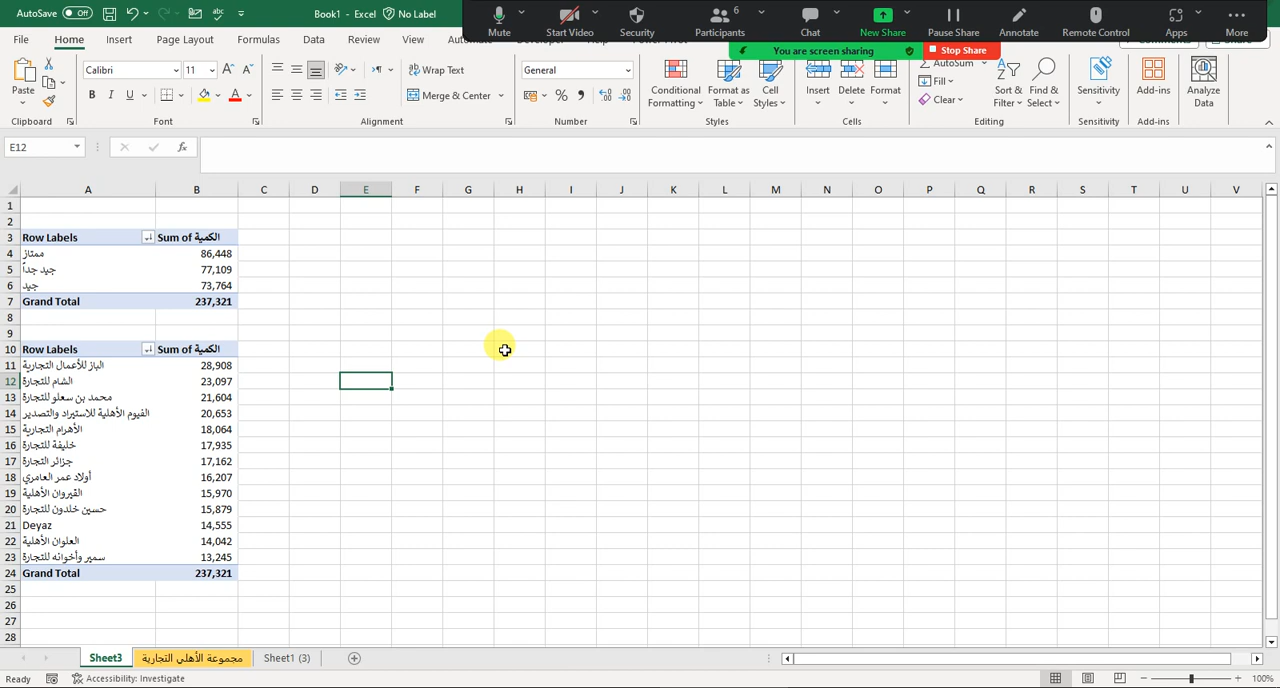 AutoSave Off
Book1 - Excel
No Label
Mute
Start Video
Security
Participants 6
Chat
New Share
Pause Share
Annotate
Remote Control
Apps
More
You are screen sharing
Stop Share
File Home Insert Page Layout Formulas Data Review View
Calibri 11
Wrap Text
General
AutoSum
Fill
Clear
Paste
B I U
Merge & Center
Conditional Formatting
Format as Table
Cell Styles
Insert
Delete
Format
Sort & Filter
Find & Select
Sensitivity
Add-ins
Analyze Data
Clipboard Font Alignment Number Styles Cells Editing Sensitivity Add-ins
E12
fx
A B C D E F G H I J K L M N O P Q R S T U V
1
2
3 Row Labels Sum of الكمية
4 ممتاز 86,448
5 جيد جداً 77,109
6 جيد 73,764
7 Grand Total 237,321
8
9
10 Row Labels Sum of الكمية
11 الباز للأعمال التجارية 28,908
12 الشام للتجارة 23,097
13 محمد بن سعلو للتجارة 21,604
14 الفيوم الأهلية للاستيراد والتصدير 20,653
15 الأهرام التجارية 18,064
16 خليفة للتجارة 17,935
17 جزائر التجارة 17,162
18 أولاد عمر العامري 16,207
19 القيروان الأهلية 15,970
20 حسين خلدون للتجارة 15,879
21 Deyaz 14,555
22 العلوان الأهلية 14,042
23 سمير وأخوانه للتجارة 13,245
24 Grand Total 237,321
25
26
27
28
Sheet3 مجموعة الأهلي التجارية Sheet1 (3)
Ready Accessibility: Investigate 100%